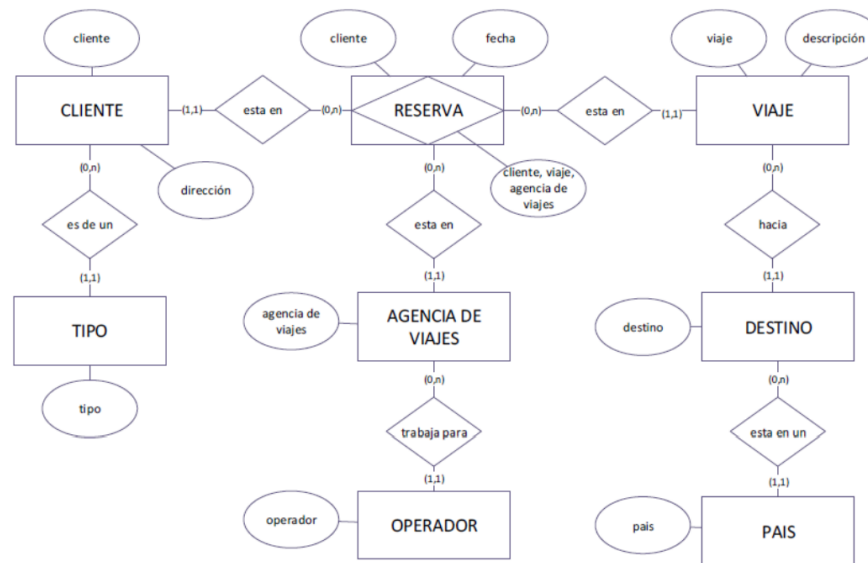 cliente
cliente
fecha
viaje
descripción
CLIENTE
(1,1)
esta en
(0,n)
RESERVA
(0,n)
esta en
(1,1)
VIAJE
(0,n)
dirección
(0,n)
cliente, viaje,
agencia de
viajes
(0,n)
es de un
esta en
hacia
(1,1)
(1,1)
(1,1)
TIPO
agencia de
viajes
AGENCIA DE
VIAJES
destino
DESTINO
(0,n)
(0,n)
tipo
trabaja para
esta en un
(1,1)
(1,1)
operador
OPERADOR
pais
PAIS